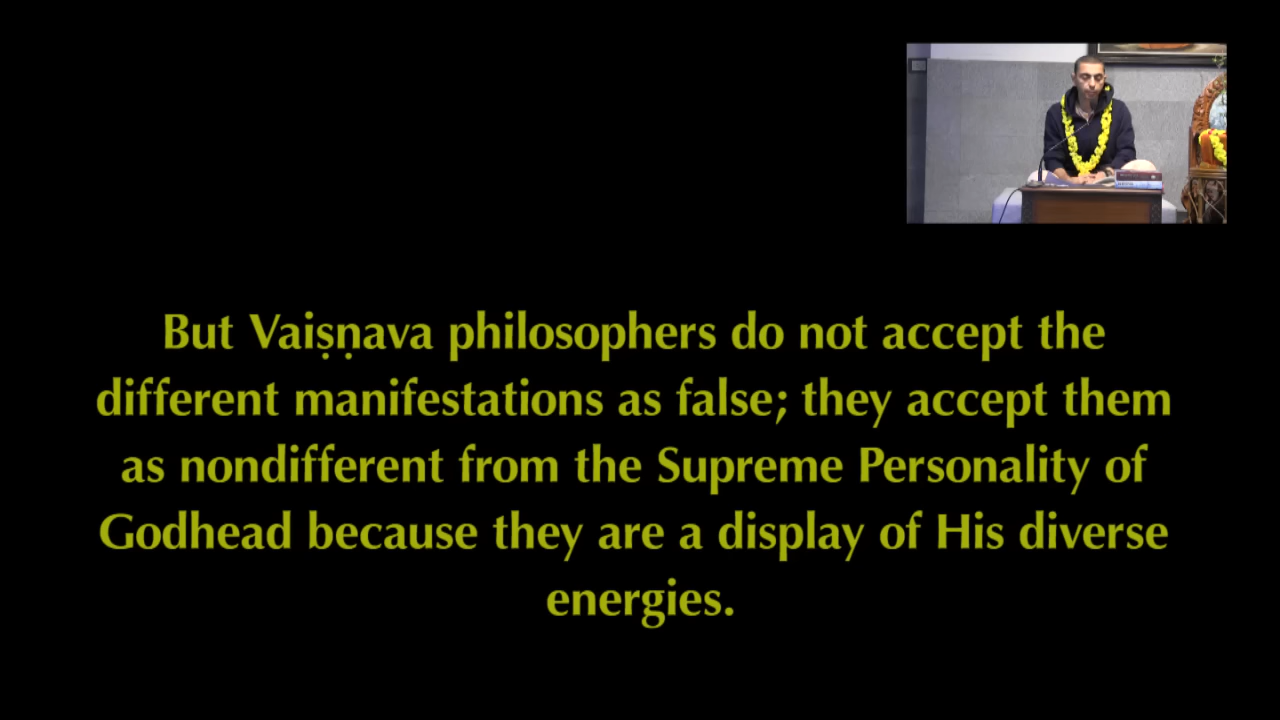 But Vaiṣṇava philosophers do not accept the
different manifestations as false; they accept them
as nondifferent from the Supreme Personality of
Godhead because they are a display of His diverse
energies.